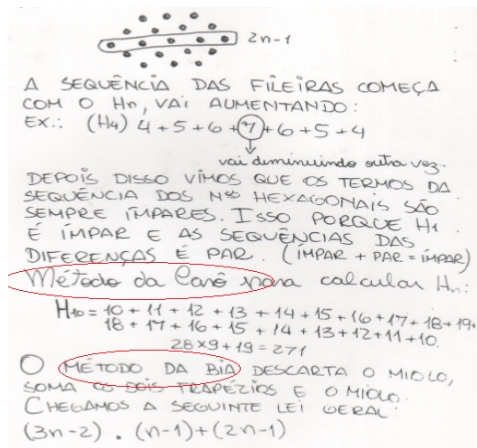 2n-1
A SEQUÊNCIA DAS FILEIRAS COMEÇA
COM O Hn, VAI AUMENTANDO:
EX.: (H4) 4+5+6+7+6+5+4
vai diminuindo outra vez.
DEPOIS DISSO VIMOS QUE OS TERMOS DA
SEQUÊNCIA DOS Nos HEXAGONAIS SÃO
SEMPRE ÍMPARES. ISSO PORQUE H1
É ÍMPAR E AS SEQUÊNCIAS DAS
DIFERENÇAS É PAR. (ÍMPAR + PAR = ÍMPAR)
Método da Carô para calcular Hn:
H10 = 10 + 11 + 12 + 13 + 14 + 15 + 16 + 17 + 18 + 19 +
18 + 17 + 16 + 15 + 14 + 13 + 12 + 11 + 10.
28 x 9 + 19 = 271
O MÉTODO DA BIA DESCARTA O MIOLO,
SOMA OS DOIS TRAPÉZIOS E O MIOLO.
CHEGAMOS A SEGUINTE LEI GERAL:
(3n-2) . (n-1) + (2n-1)